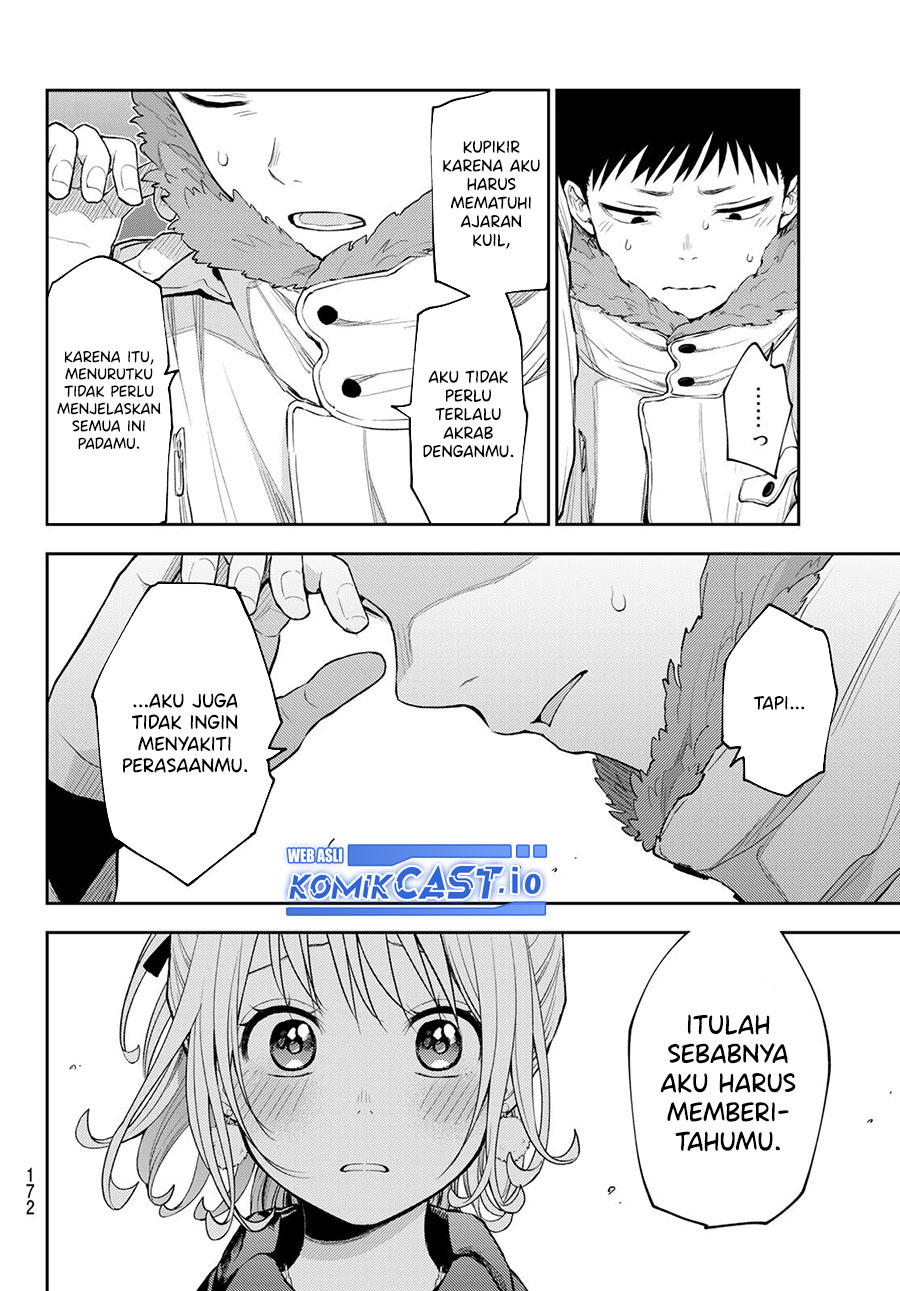 ………っ
KUPIKIR
KARENA AKU
HARUS
MEMATUHI
AJARAN
KUIL,
AKU TIDAK
PERLU
TERLALU
AKRAB
DENGANMU.
KARENA ITU,
MENURUTKU
TIDAK PERLU
MENJELASKAN
SEMUA INI
PADAMU.
TAPI...
...AKU JUGA
TIDAK INGIN
MENYAKITI
PERASAANMU.
WEB ASLI
KOMIKCAST.io
ITULAH
SEBABNYA
AKU HARUS
MEMBERI-
TAHUMU.
172